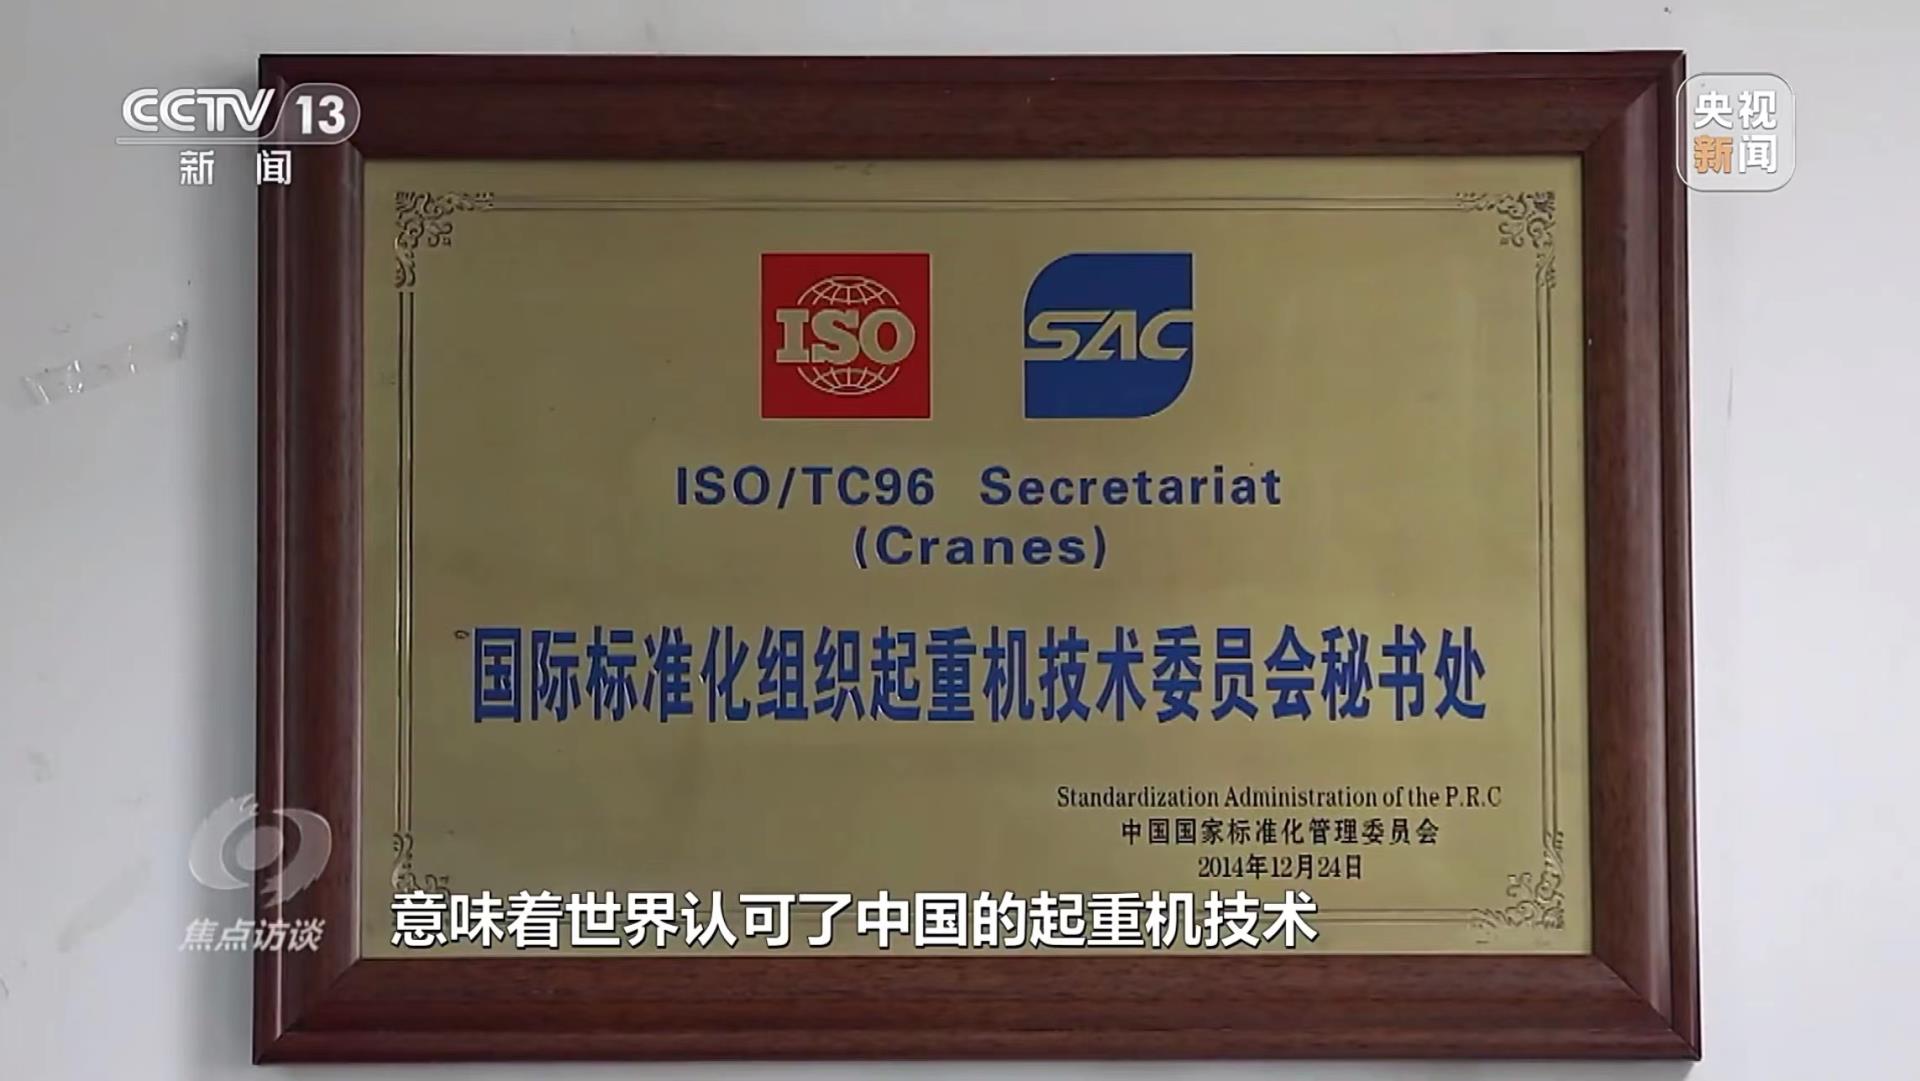 CCTV 13
新闻
央视
新闻
ISO SAC
ISO/TC96 Secretariat
(Cranes)
国际标准化组织起重机技术委员会秘书处
Standardization Administration of the P.R.C
中国国家标准化管理委员会
2014年12月24日
焦点访谈
意味着世界认可了中国的起重机技术